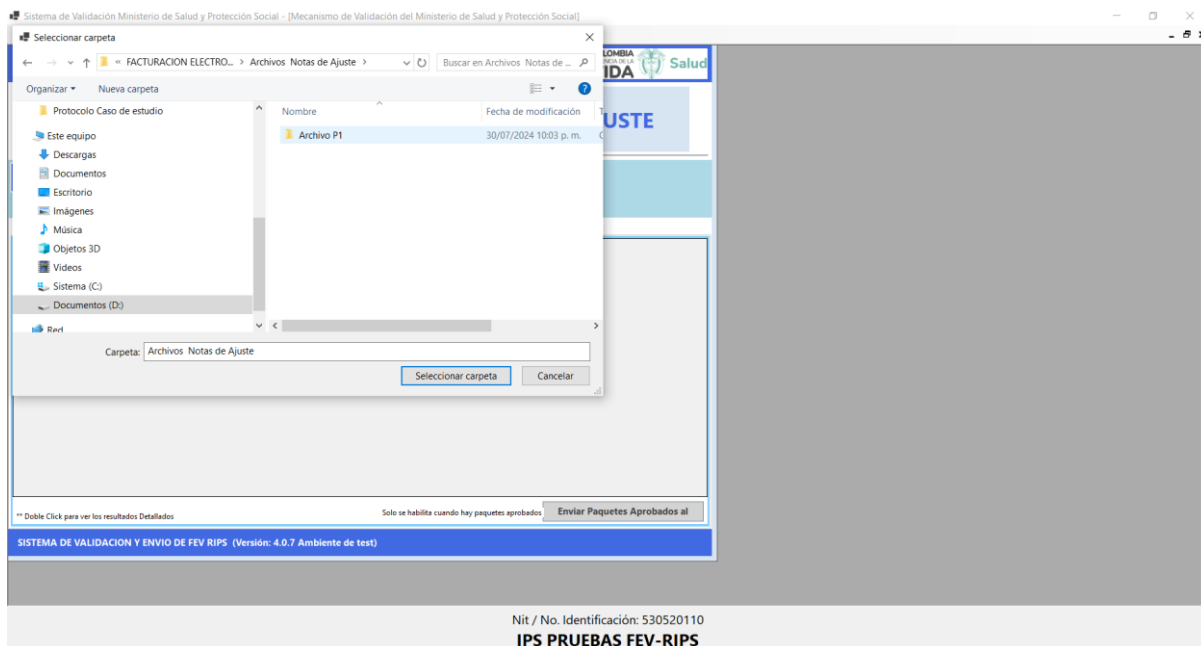 Sistema de Validación Ministerio de Salud y Protección Social - [Mecanismo de Validación del Ministerio de Salud y Protección Social]
Seleccionar carpeta
« FACTURACION ELECTRO... > Archivos Notas de Ajuste >
Buscar en Archivos Notas de ...
LOMBIA
IDA
Salud
Organizar
Nueva carpeta
Protocolo Caso de estudio
Este equipo
Descargas
Documentos
Escritorio
Imágenes
Música
Objetos 3D
Videos
Sistema (C:)
Documentos (D:)
Red
Nombre
Fecha de modificación
Archivo P1
30/07/2024 10:03 p. m.
USTE
Carpeta: Archivos Notas de Ajuste
Seleccionar carpeta
Cancelar
** Doble Click para ver los resultados Detallados
Solo se habilita cuando hay paquetes aprobados
Enviar Paquetes Aprobados al
SISTEMA DE VALIDACION Y ENVIO DE FEV RIPS (Versión: 4.0.7 Ambiente de test)
Nit / No. Identificación: 530520110
IPS PRUEBAS FEV-RIPS